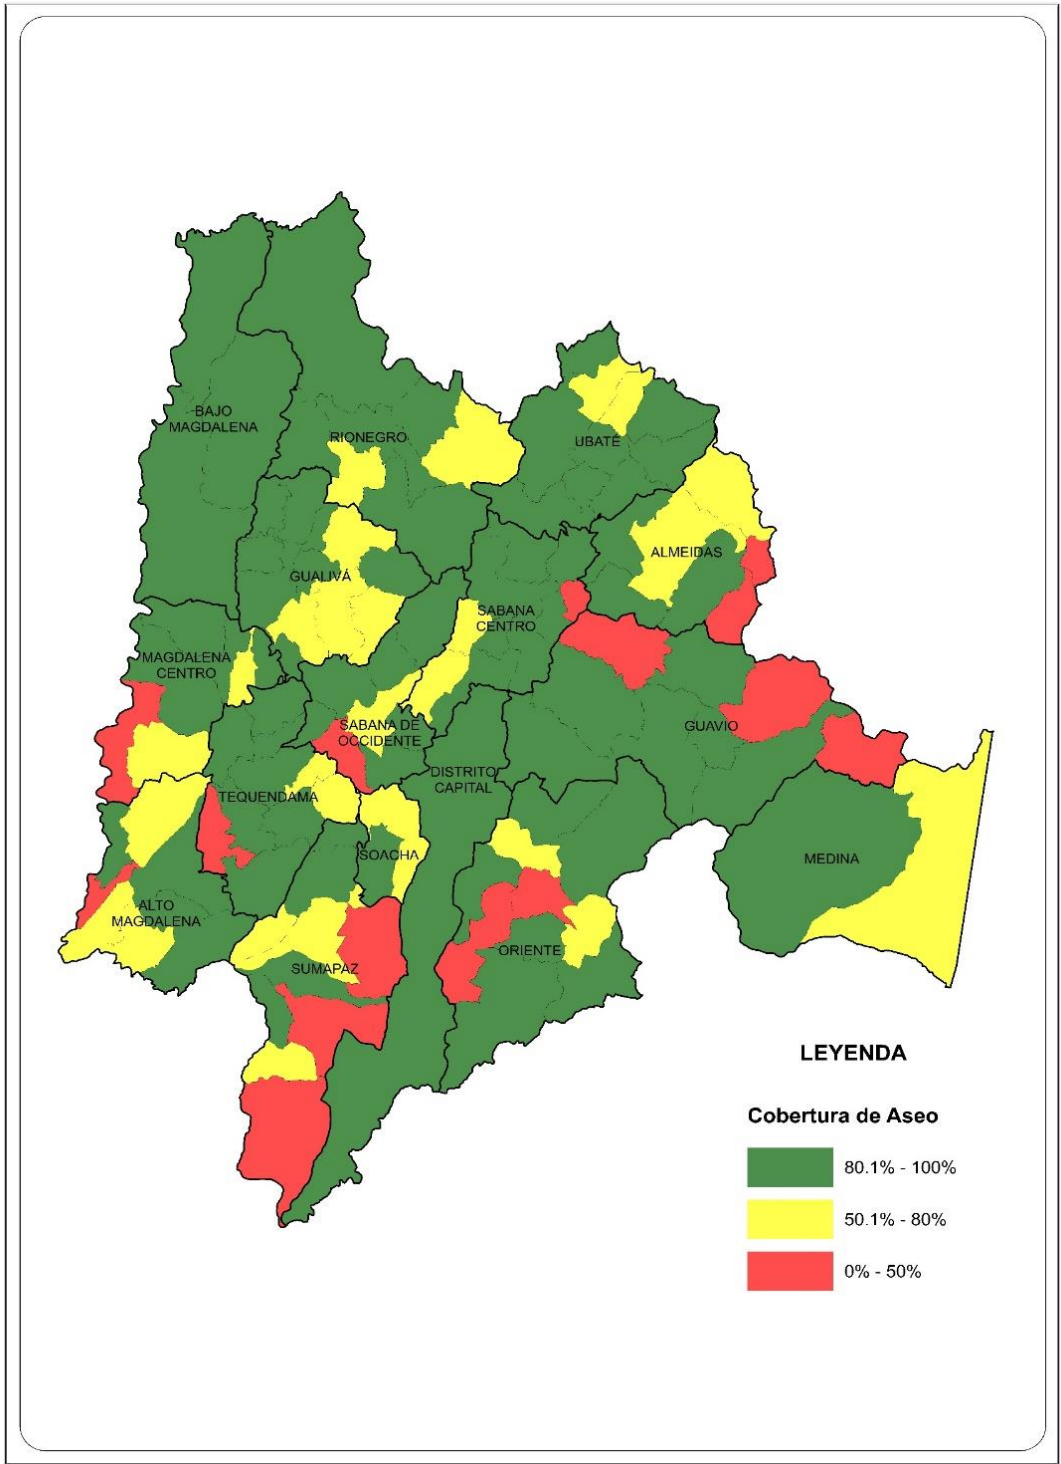 BAJO
MAGDALENA
RIONEGRO
UBATÉ
ALMEIDAS
GUALIVÁ
SABANA
CENTRO
MAGDALENA
CENTRO
SABANA DE
OCCIDENTE
GUAVIO
DISTRITO
CAPITAL
TEQUENDAMA
SOACHA
MEDINA
ALTO
MAGDALENA
ORIENTE
SUMAPAZ
LEYENDA
Cobertura de Aseo
80.1% - 100%
50.1% - 80%
0% - 50%